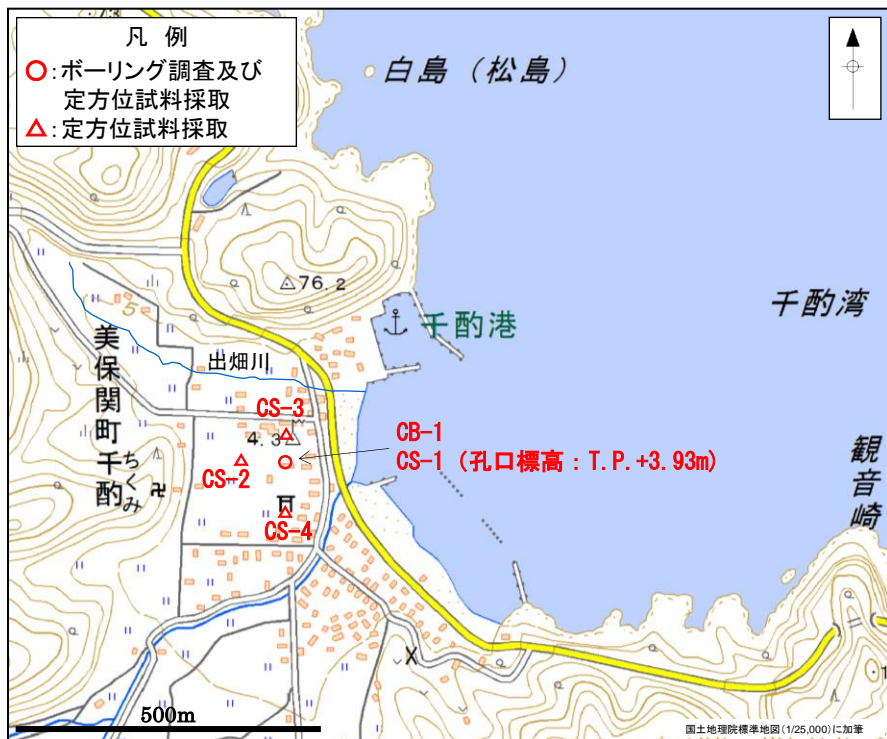 凡 例
○:ボーリング調査及び
定方位試料採取
△:定方位試料採取
白島（松島）
76.2
千酌港
千酌湾
美保関町千酌
ちくみ
出畑川
CS-3
4.3
CB-1
CS-1 (孔口標高：T.P.+3.93m)
CS-2
CS-4
観音崎
5
X
500m
国土地理院標準地図(1/25,000)に加筆